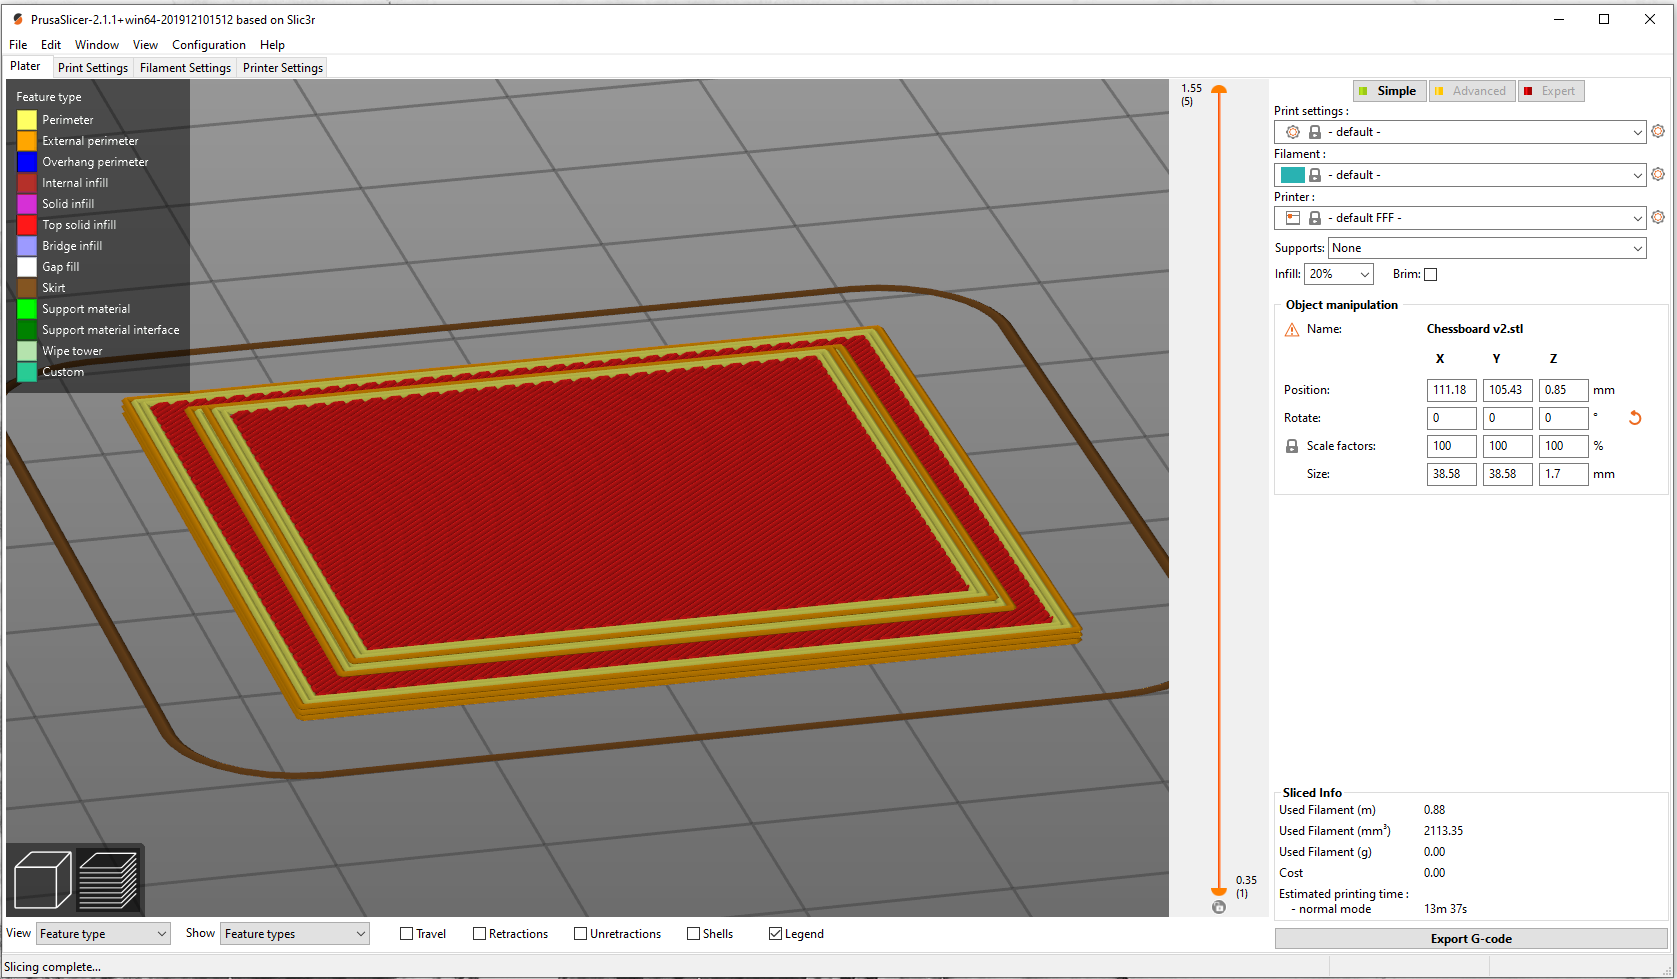 PrusaSlicer-2.1.1+win64-201912101512 based on Slic3r
File Edit Window View Configuration Help
Plater Print Settings Filament Settings Printer Settings
Feature type
Perimeter
External perimeter
Overhang perimeter
Internal infill
Solid infill
Top solid infill
Bridge infill
Gap fill
Skirt
Support material
Support material interface
Wipe tower
Custom
1.55
(5)
0.35
(1)
Simple Advanced Expert
Print settings :
- default -
Filament :
- default -
Printer :
- default FFF -
Supports: None
Infill: 20% Brim:
Object manipulation
Name: Chessboard v2.stl
X Y Z
Position: 111.18 105.43 0.85 mm
Rotate: 0 0 0 °
Scale factors: 100 100 100 %
Size: 38.58 38.58 1.7 mm
Sliced Info
Used Filament (m) 0.88
Used Filament (mm³) 2113.35
Used Filament (g) 0.00
Cost 0.00
Estimated printing time :
- normal mode 13m 37s
Export G-code
View Feature type Show Feature types Travel Retractions Unretractions Shells Legend
Slicing complete...